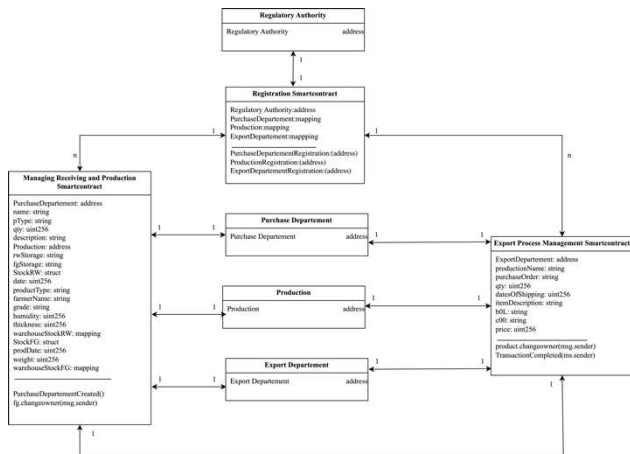 Regulatory Authority
Regulatory Authority address
1
1
Registration Smartcontract
Regulatory Authority:address
PurchaseDepartement:mapping
Production:mapping
ExportDepartment:mappping
PurchaseDepartementRegistration:(address)
ProductionRegistration:(address)
ExportDepartementRegistration:(address)
1
1
n
n
Managing Receiving and Production
Smartcontract
PurchaseDepartement: address
name: string
pType: string
qty: uint256
description: string
Production: address
rwStorage: string
fgStorage: string
StockRW: struct
date: uint256
productType: string
farmerName: string
grade: string
humidity: uint256
thickness: uint256
warehouseStockRW: mapping
StockFG: struct
prodDate: uint256
weight: uint256
warehouseStockFG: mapping
PurchaseDepartementCreated()
fg.changeowner(msg.sender)
1
1
Purchase Departement
Purchase Departement address
1
1
1
1
Production
Production address
1
1
1
1
Export Departement
Export Departement address
1
1
Export Process Management Smartcontract
ExportDepartement: address
productionName: string
purchaseOrder: string
qty: uint256
datesOfShipping: uint256
itemDescription: string
b0L: string
c00: string
price: uint256
product.changeowner(msg.sender)
TransactionCompleted(ms.sender)
1
1